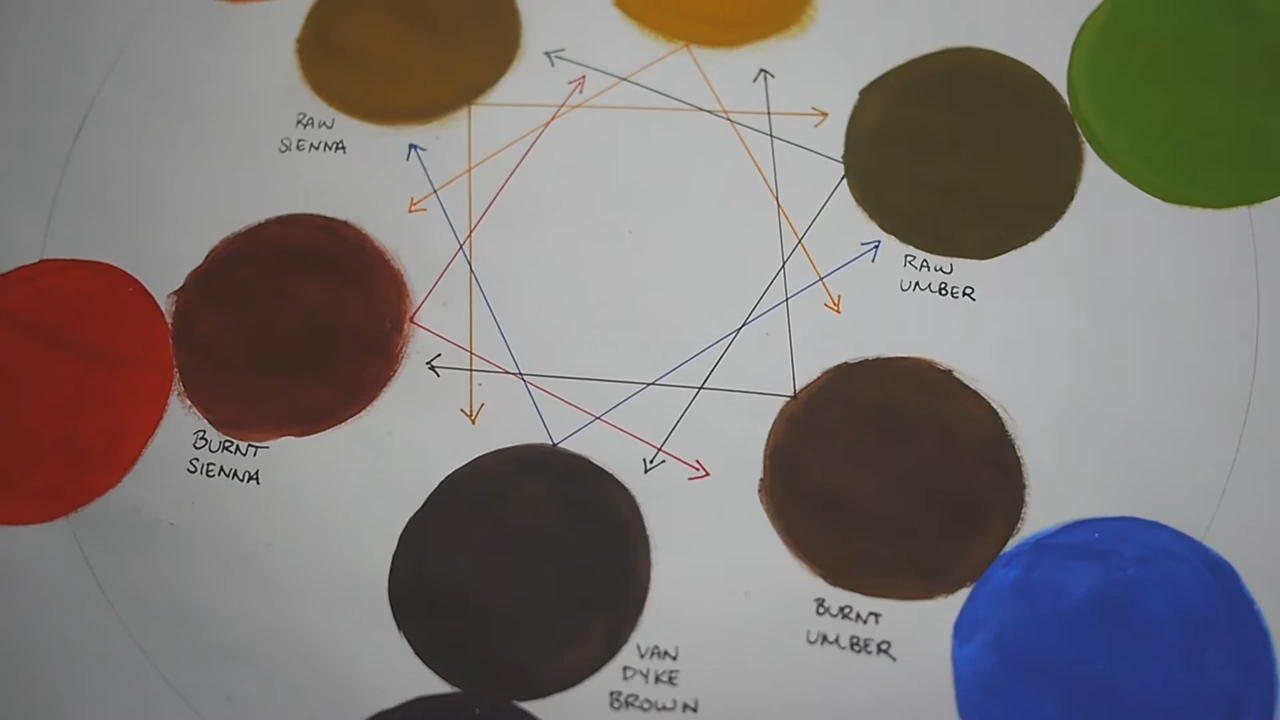 RAW
SIENNA
RAW
UMBER
BURNT
SIENNA
BURNT
UMBER
VAN
DYKE
BROWN